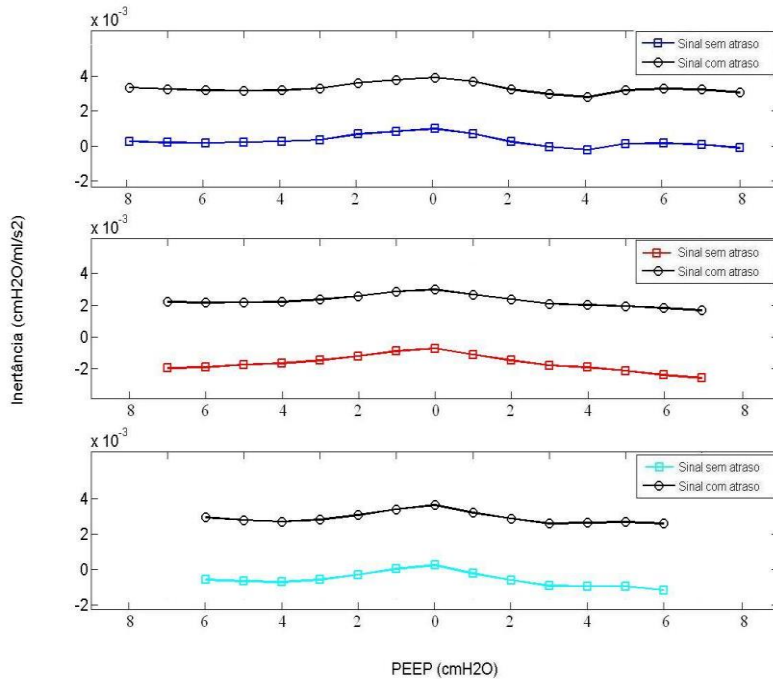 x 10⁻³
Sinal sem atraso
Sinal com atraso
4
2
0
-2
8 6 4 2 0 2 4 6 8
x 10⁻³
Sinal sem atraso
Sinal com atraso
4
2
0
-2
8 6 4 2 0 2 4 6 8
x 10⁻³
Sinal sem atraso
Sinal com atraso
4
2
0
-2
6 4 2 0 2 4 6 8
Inertância (cmH2O/ml/s2)
PEEP (cmH2O)